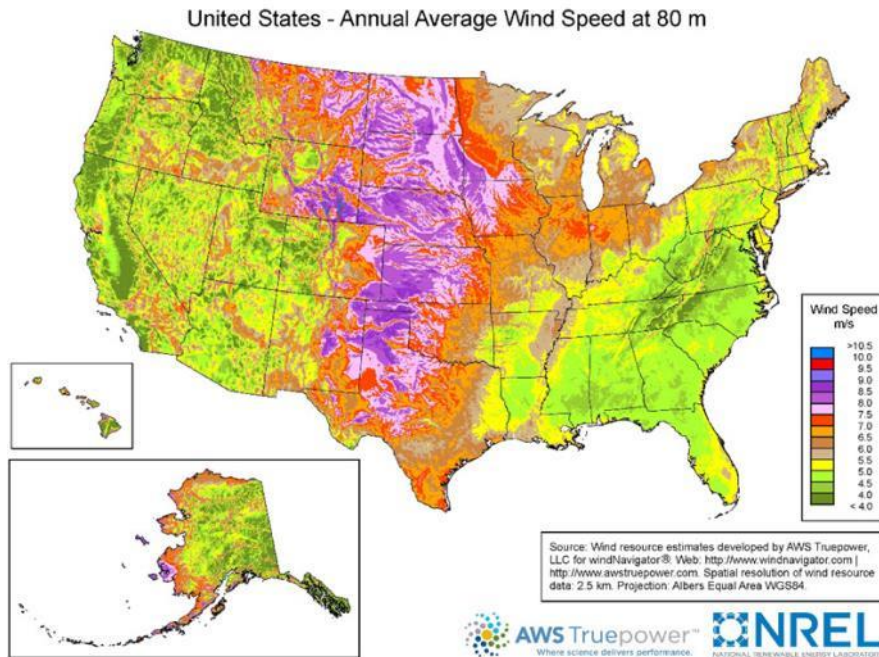 United States - Annual Average Wind Speed at 80 m
Wind Speed
m/s
>10.5
10.0
9.5
9.0
8.5
8.0
7.5
7.0
6.5
6.0
5.5
5.0
4.5
4.0
< 4.0
Source: Wind resource estimates developed by AWS Truepower,
LLC for windNavigator®. Web: http://www.windnavigator.com |
http://www.awstruepower.com. Spatial resolution of wind resource
data: 2.5 km. Projection: Albers Equal Area WGS84.
AWS Truepower™
Where science delivers performance.
NREL
NATIONAL RENEWABLE ENERGY LABORATORY